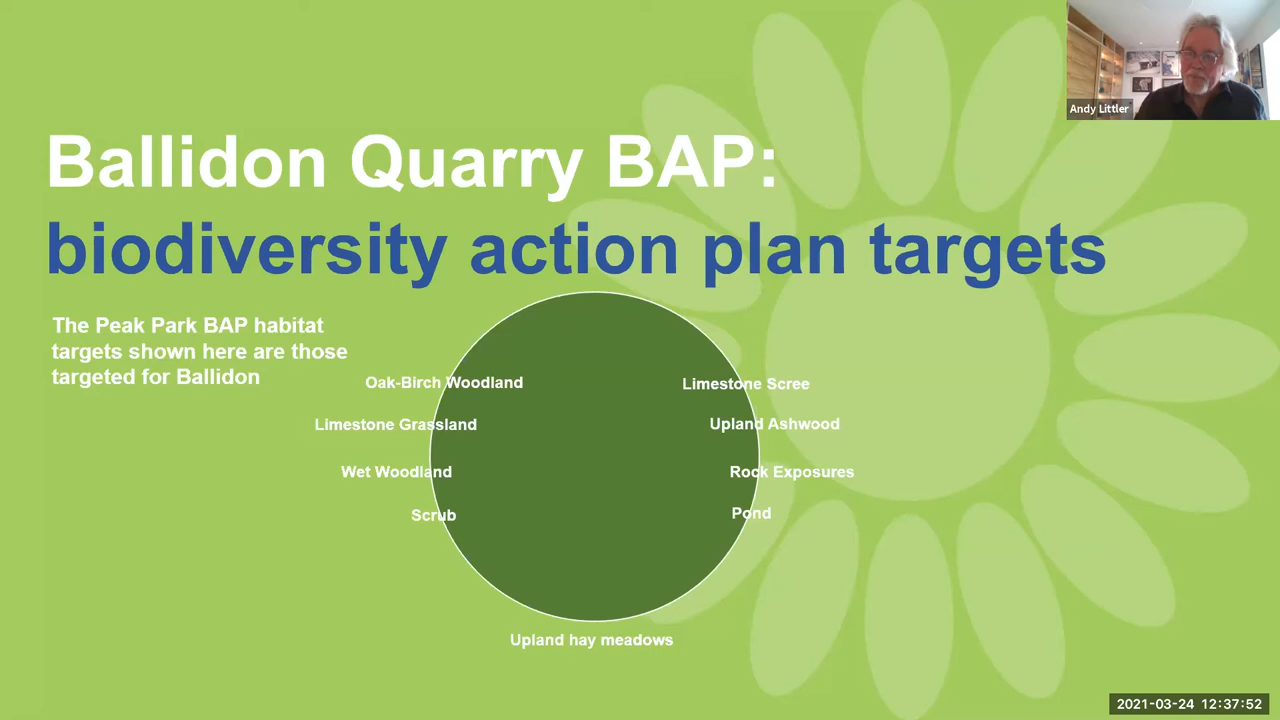 Andy Littler
Ballidon Quarry BAP:
biodiversity action plan targets
The Peak Park BAP habitat
targets shown here are those
targeted for Ballidon
Oak-Birch Woodland
Limestone Scree
Limestone Grassland
Upland Ashwood
Wet Woodland
Rock Exposures
Scrub
Pond
Upland hay meadows
2021-03-24 12:37:52